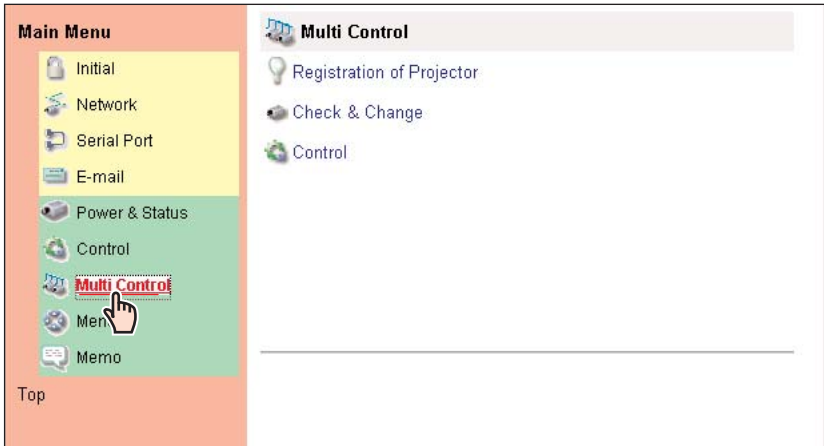 Main Menu
Initial
Network
Serial Port
E-mail
Power & Status
Control
Multi Control
Memo
Top
Multi Control
Registration of Projector
Check & Change
Control